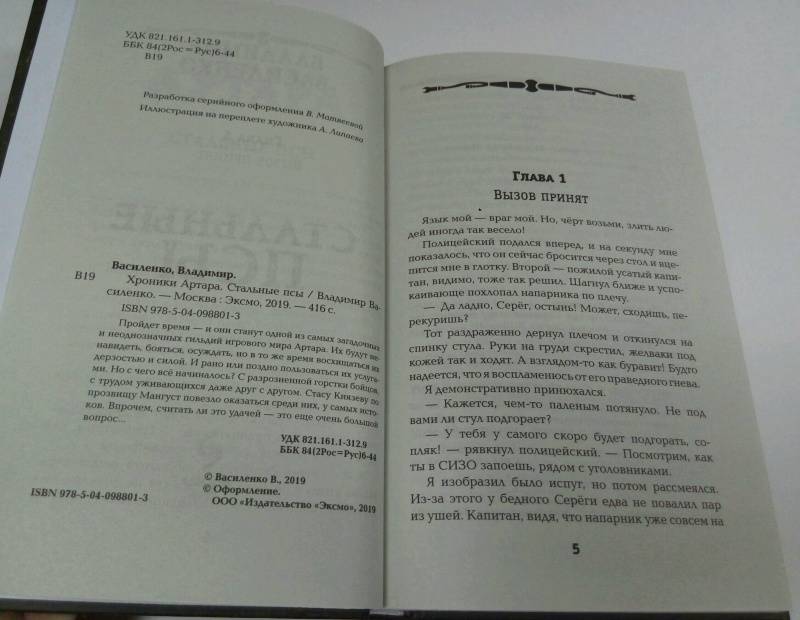 УДК 821.161.1-312.9
ББК 84(2Рос=Рус)6-44
В19
Разработка серийного оформления В. Матвеевой
Иллюстрация на переплете художника А. Липаева
Василенко, Владимир.
В19 Хроники Артара. Стальные псы / Владимир Ва-
силенко. — Москва : Эксмо, 2019. — 416 с.
ISBN 978-5-04-098801-3
Пройдет время — и они станут одной из самых загадочных
и неоднозначных гильдий игрового мира Артара. Их будут не-
навидеть, бояться, осуждать, но в то же время восхищаться их
дерзостью и силой. И рано или поздно пользоваться их услуга-
ми. Но с чего всё начиналось? С разрозненной горстки бойцов,
с трудом уживающихся даже друг с другом. Стасу Князеву по
прозвищу Мангуст повезло оказаться среди них, у самых исто-
ков. Впрочем, считать ли это удачей — это еще очень большой
вопрос...
УДК 821.161.1-312.9
ББК 84(2Рос=Рус)6-44
© Василенко В., 2019
© Оформление.
ООО «Издательство «Эксмо», 2019
ISBN 978-5-04-098801-3
Глава 1
Вызов принят
Язык мой — враг мой. Но, чёрт возьми, злить лю-
дей иногда так весело!
Полицейский подался вперед, и на секунду мне
показалось, что он сейчас бросится через стол и вце-
пится мне в глотку. Второй — пожилой усатый капи-
тан, видимо, тоже так решил. Шагнул ближе и успо-
каивающе похлопал напарника по плечу.
— Да ладно, Серёг, остынь! Может, сходишь, пе-
рекуришь?
Тот раздраженно дернул плечом и откинулся на
спинку стула. Руки на груди скрестил, желваки под
кожей так и ходят. А взглядом-то как буравит! Будто
надеется, что я воспламенюсь от его праведного гнева.
Я демонстративно принюхался.
— Кажется, чем-то паленым потянуло. Не под
вами ли стул подгорает?
— У тебя у самого скоро будет подгорать, со-
пляк! — рявкнул полицейский. — Посмотрим, как
ты в СИЗО запоешь, рядом с уголовниками.
Я изобразил было испуг, но потом рассмеялся.
Из-за этого у бедного Серёги едва не повалил пар
из ушей. Капитан, видя, что напарник уже совсем на
5